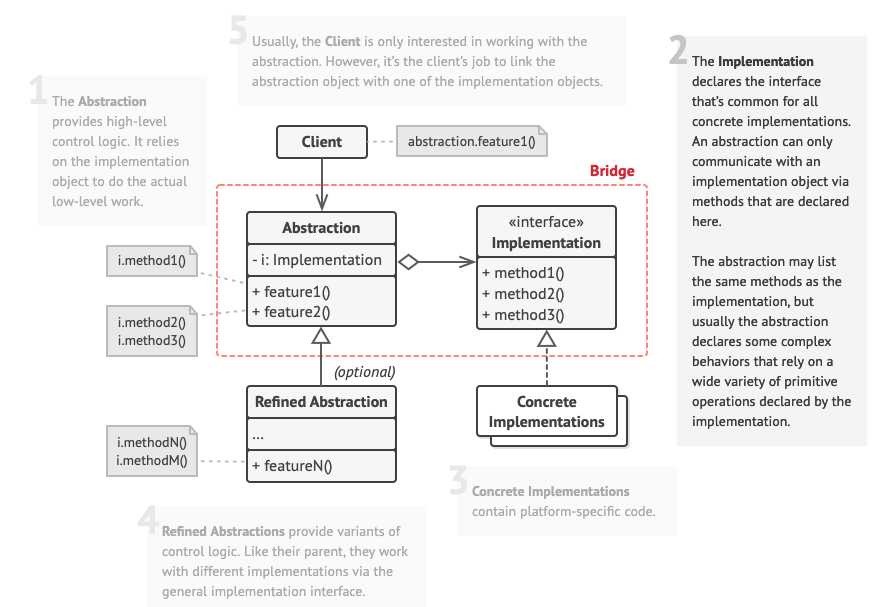 5
Usually, the Client is only interested in working with the
abstraction. However, it's the client's job to link the
abstraction object with one of the implementation objects.
1
The Abstraction
provides high-level
control logic. It relies
on the implementation
object to do the actual
low-level work.
2
The Implementation
declares the interface
that's common for all
concrete implementations.
An abstraction can only
communicate with an
implementation object via
methods that are declared
here.
The abstraction may list
the same methods as the
implementation, but
usually the abstraction
declares some complex
behaviors that rely on a
wide variety of primitive
operations declared by the
implementation.
Client
abstraction.feature1()
Bridge
Abstraction
- i: Implementation
+ feature1()
+ feature2()
«interface»
Implementation
+ method1()
+ method2()
+ method3()
i.method1()
i.method2()
i.method3()
(optional)
Refined Abstraction
...
+ featureN()
Concrete
Implementations
i.methodN()
i.methodM()
3
Concrete Implementations
contain platform-specific code.
4
Refined Abstractions provide variants of
control logic. Like their parent, they work
with different implementations via the
general implementation interface.